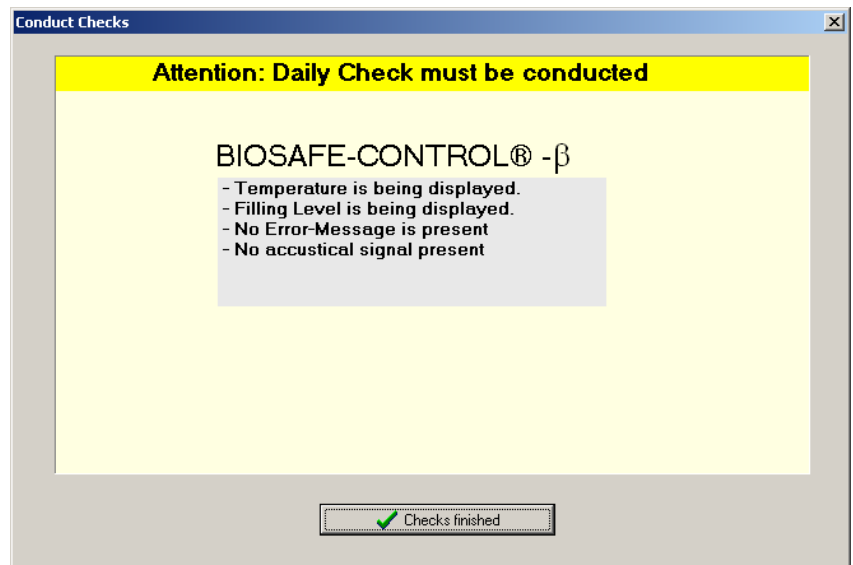 Conduct Checks
Attention: Daily Check must be conducted
BIOSAFE-CONTROL® -β
- Temperature is being displayed.
- Filling Level is being displayed.
- No Error-Message is present
- No accustical signal present
Checks finished